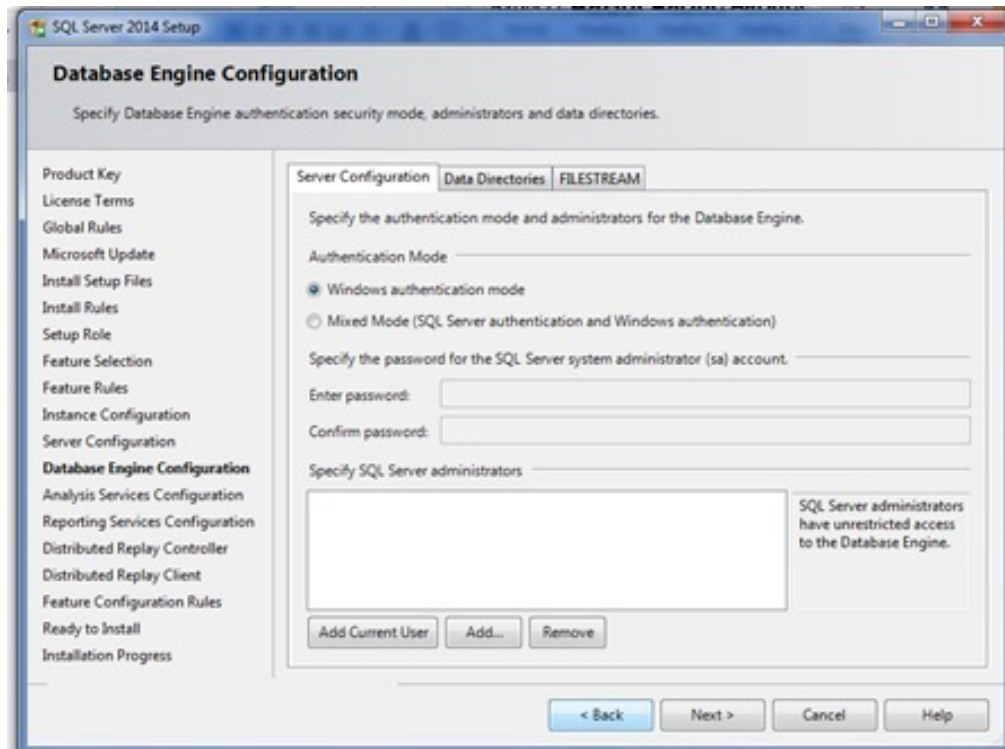 SQL Server 2014 Setup
Database Engine Configuration
Specify Database Engine authentication security mode, administrators and data directories.
Product Key
License Terms
Global Rules
Microsoft Update
Install Setup Files
Install Rules
Setup Role
Feature Selection
Feature Rules
Instance Configuration
Server Configuration
Database Engine Configuration
Analysis Services Configuration
Reporting Services Configuration
Distributed Replay Controller
Distributed Replay Client
Feature Configuration Rules
Ready to Install
Installation Progress
Server Configuration Data Directories FILESTREAM
Specify the authentication mode and administrators for the Database Engine.
Authentication Mode
Windows authentication mode
Mixed Mode (SQL Server authentication and Windows authentication)
Specify the password for the SQL Server system administrator (sa) account.
Enter password:
Confirm password:
Specify SQL Server administrators
SQL Server administrators
have unrestricted access
to the Database Engine.
Add Current User Add... Remove
< Back Next > Cancel Help